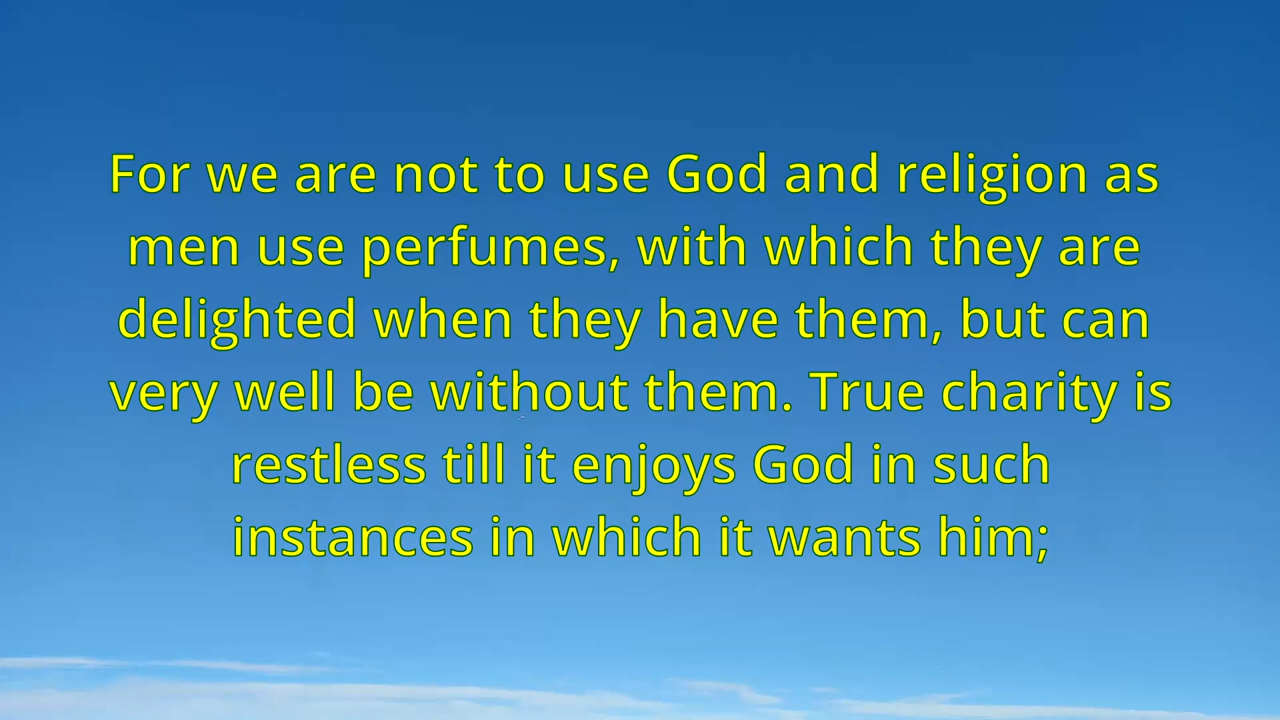 For we are not to use God and religion as
men use perfumes, with which they are
delighted when they have them, but can
very well be without them. True charity is
restless till it enjoys God in such
instances in which it wants him;